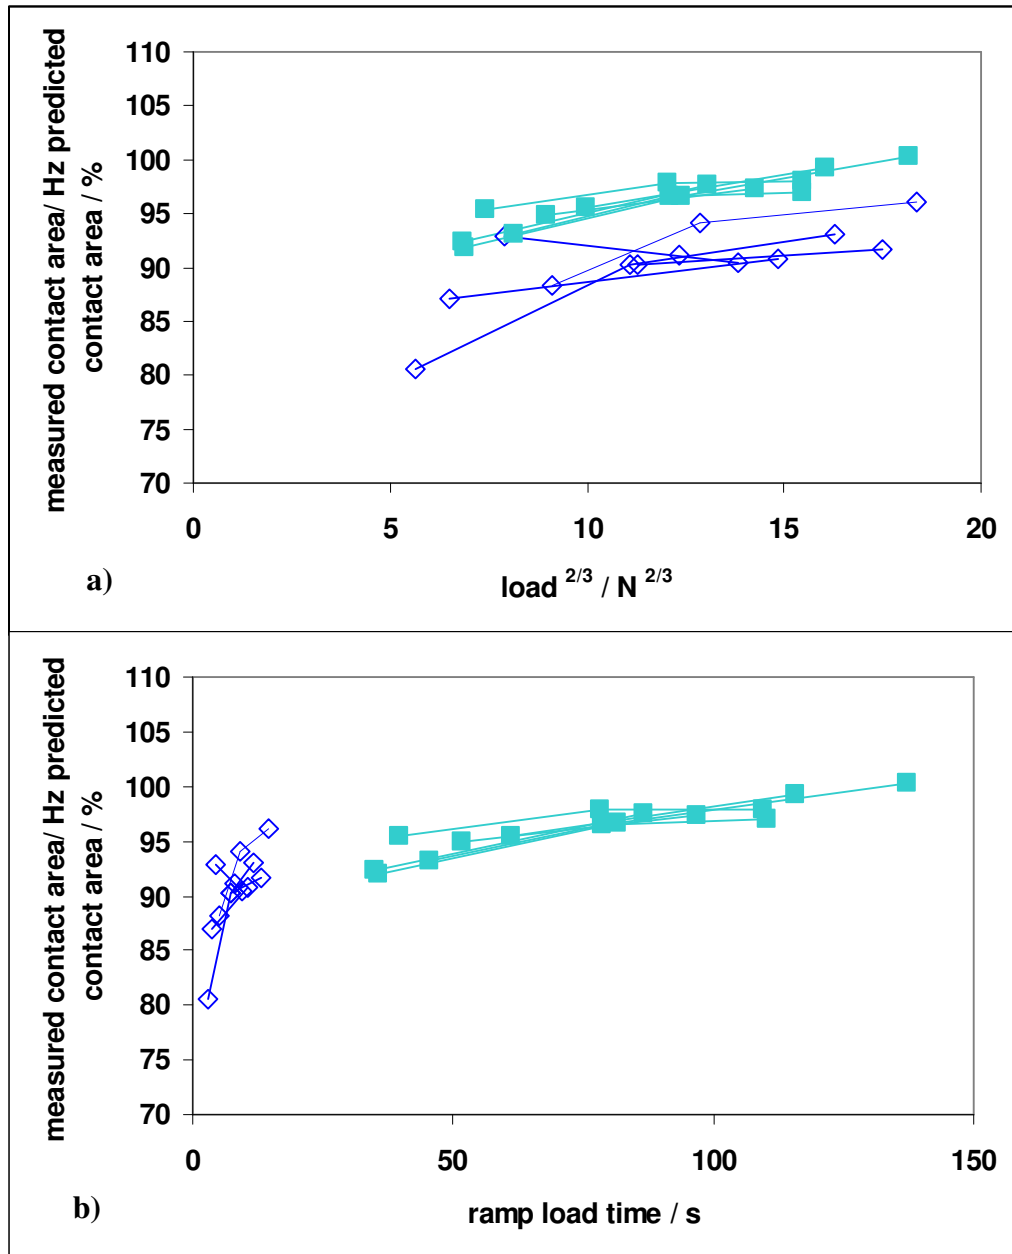 measured contact area/ Hz predicted
contact area / %
110
105
100
95
90
85
80
75
70
0 5 10 15 20
a)
load 2/3 / N 2/3
measured contact area/ Hz predicted
contact area / %
110
105
100
95
90
85
80
75
70
0 50 100 150
b)
ramp load time / s